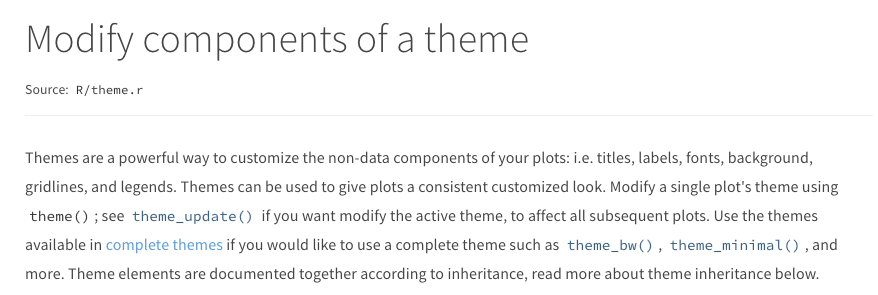 Modify components of a theme
Source: R/theme.r
Themes are a powerful way to customize the non-data components of your plots: i.e. titles, labels, fonts, background,
gridlines, and legends. Themes can be used to give plots a consistent customized look. Modify a single plot's theme using
theme() ; see theme_update() if you want modify the active theme, to affect all subsequent plots. Use the themes
available in complete themes if you would like to use a complete theme such as theme_bw() , theme_minimal() , and
more. Theme elements are documented together according to inheritance, read more about theme inheritance below.